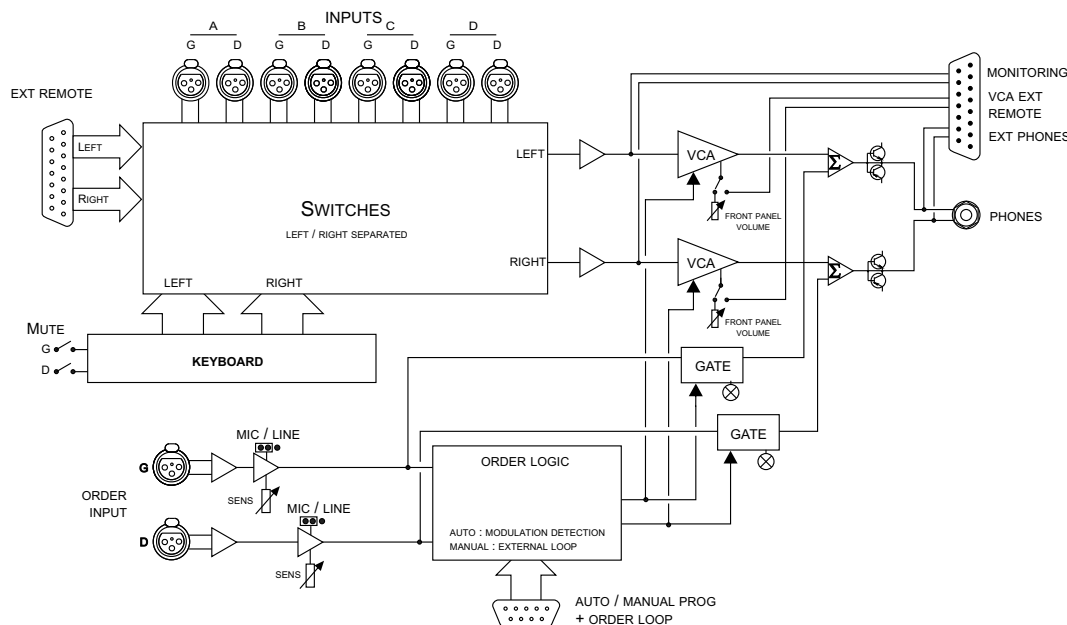 INPUTS
A B C D
G D G D G D G D
EXT REMOTE
LEFT
RIGHT
SWITCHES
LEFT / RIGHT SEPARATED
LEFT
RIGHT
LEFT RIGHT
MUTE
G
D
KEYBOARD
VCA
FRONT PANEL
VOLUME
VCA
FRONT PANEL
VOLUME
Σ
Σ
MONITORING
VCA EXT
REMOTE
EXT PHONES
PHONES
GATE
GATE
ORDER
INPUT
G
D
MIC / LINE
SENS
MIC / LINE
SENS
ORDER LOGIC
AUTO : MODULATION DETECTION
MANUAL : EXTERNAL LOOP
AUTO / MANUAL PROG
+ ORDER LOOP